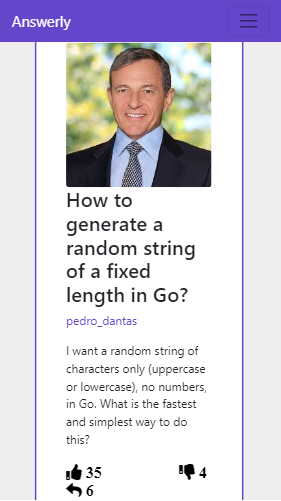 Answerly
How to
generate a
random string
of a fixed
length in Go?
pedro_dantas
I want a random string of
characters only (uppercase
or lowercase), no numbers,
in Go. What is the fastest
and simplest way to do
this?
35 4
6